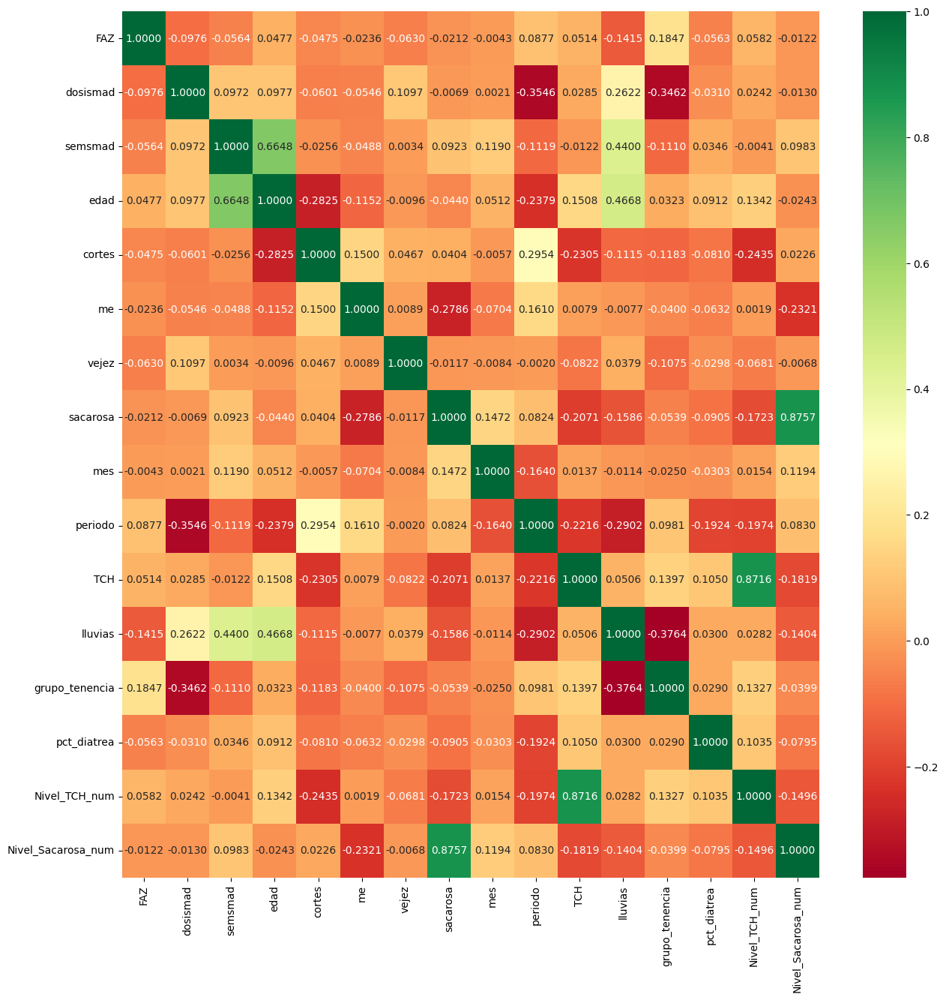 FAZ 1.0000 -0.0976 -0.0564 0.0477 -0.0475 -0.0236 -0.0630 -0.0212 -0.0043 0.0877 0.0514 -0.1415 0.1847 -0.0563 0.0582 -0.0122
dosismad -0.0976 1.0000 0.0972 0.0977 -0.0601 -0.0546 0.1097 -0.0069 0.0021 -0.3546 0.0285 0.2622 -0.3462 -0.0310 0.0242 -0.0130
semsmad -0.0564 0.0972 1.0000 0.6648 -0.0256 -0.0488 0.0034 0.0923 0.1190 -0.1119 -0.0122 0.4400 -0.1110 0.0346 -0.0041 0.0983
edad 0.0477 0.0977 0.6648 1.0000 -0.2825 -0.1152 -0.0096 -0.0440 0.0512 -0.2379 0.1508 0.4668 0.0323 0.0912 0.1342 -0.0243
cortes -0.0475 -0.0601 -0.0256 -0.2825 1.0000 0.1500 0.0467 0.0404 -0.0057 0.2954 -0.2305 -0.1115 -0.1183 -0.0810 -0.2435 0.0226
me -0.0236 -0.0546 -0.0488 -0.1152 0.1500 1.0000 0.0089 -0.2786 -0.0704 0.1610 0.0079 -0.0077 -0.0400 -0.0632 0.0019 -0.2321
vejez -0.0630 0.1097 0.0034 -0.0096 0.0467 0.0089 1.0000 -0.0117 -0.0084 -0.0020 -0.0822 0.0379 -0.1075 -0.0298 -0.0681 -0.0068
sacarosa -0.0212 -0.0069 0.0923 -0.0440 0.0404 -0.2786 -0.0117 1.0000 0.1472 0.0824 -0.2071 -0.1586 -0.0539 -0.0905 -0.1723 0.8757
mes -0.0043 0.0021 0.1190 0.0512 -0.0057 -0.0704 -0.0084 0.1472 1.0000 -0.1640 0.0137 -0.0114 -0.0250 -0.0303 0.0154 0.1194
periodo 0.0877 -0.3546 -0.1119 -0.2379 0.2954 0.1610 -0.0020 0.0824 -0.1640 1.0000 -0.2216 -0.2902 0.0981 -0.1924 -0.1974 0.0830
TCH 0.0514 0.0285 -0.0122 0.1508 -0.2305 0.0079 -0.0822 -0.2071 0.0137 -0.2216 1.0000 0.0506 0.1397 0.1050 0.8716 -0.1819
lluvias -0.1415 0.2622 0.4400 0.4668 -0.1115 -0.0077 0.0379 -0.1586 -0.0114 -0.2902 0.0506 1.0000 -0.3764 0.0300 0.0282 -0.1404
grupo_tenencia 0.1847 -0.3462 -0.1110 0.0323 -0.1183 -0.0400 -0.1075 -0.0539 -0.0250 0.0981 0.1397 -0.3764 1.0000 0.0290 0.1327 -0.0399
pct_diatrea -0.0563 -0.0310 0.0346 0.0912 -0.0810 -0.0632 -0.0298 -0.0905 -0.0303 -0.1924 0.1050 0.0300 0.0290 1.0000 0.1035 -0.0795
Nivel_TCH_num 0.0582 0.0242 -0.0041 0.1342 -0.2435 0.0019 -0.0681 -0.1723 0.0154 -0.1974 0.8716 0.0282 0.1327 0.1035 1.0000 -0.1496
Nivel_Sacarosa_num -0.0122 -0.0130 0.0983 -0.0243 0.0226 -0.2321 -0.0068 0.8757 0.1194 0.0830 -0.1819 -0.1404 -0.0399 -0.0795 -0.1496 1.0000
FAZ
dosismad
semsmad
edad
cortes
me
vejez
sacarosa
mes
periodo
TCH
lluvias
grupo_tenencia
pct_diatrea
Nivel_TCH_num
Nivel_Sacarosa_num
1.0
0.8
0.6
0.4
0.2
0.0
−0.2